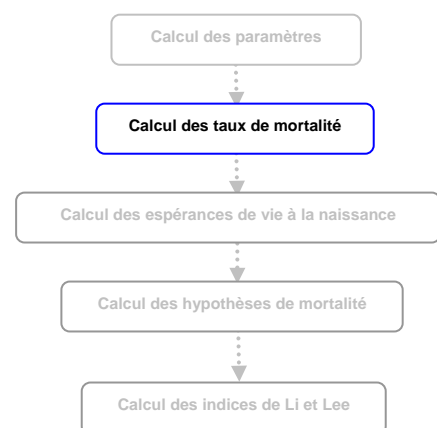 Calcul des paramètres
Calcul des taux de mortalité
Calcul des espérances de vie à la naissance
Calcul des hypothèses de mortalité
Calcul des indices de Li et Lee